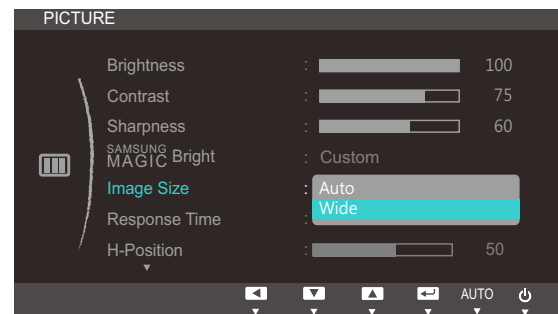 PICTURE
Brightness : 100
Contrast : 75
Sharpness : 60
SAMSUNG MAGIC Bright : Custom
Image Size : Auto
Wide
Response Time :
H-Position : 50
AUTO